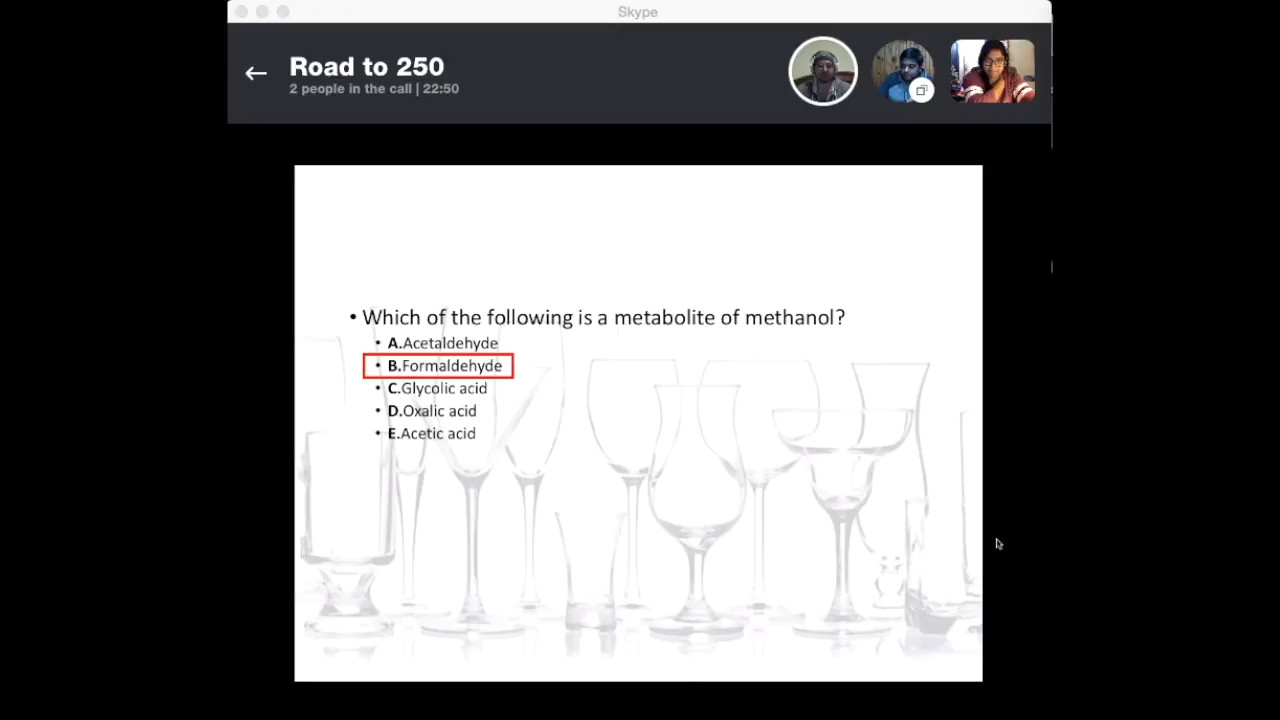 Skype
Road to 250
2 people in the call | 22:50
• Which of the following is a metabolite of methanol?
• A.Acetaldehyde
• B.Formaldehyde
• C.Glycolic acid
• D.Oxalic acid
• E.Acetic acid